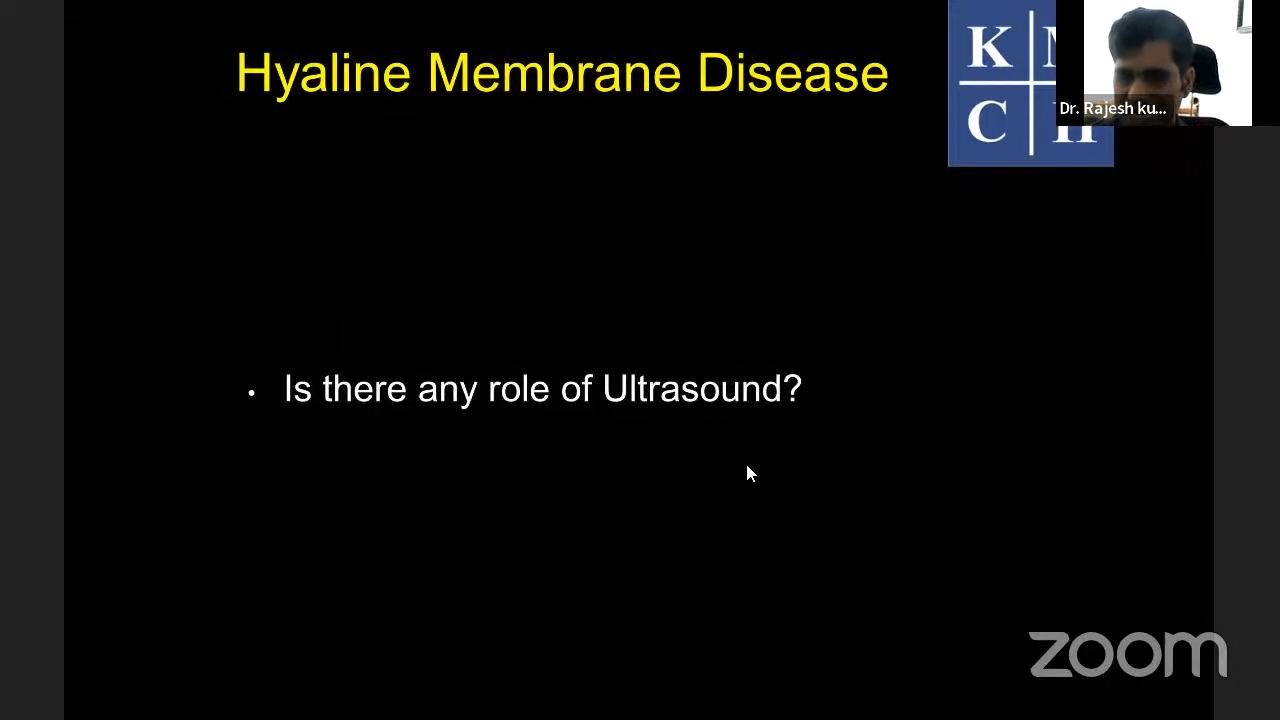 Hyaline Membrane Disease
K
C H
Dr. Rajesh ku...
• Is there any role of Ultrasound?
zoom